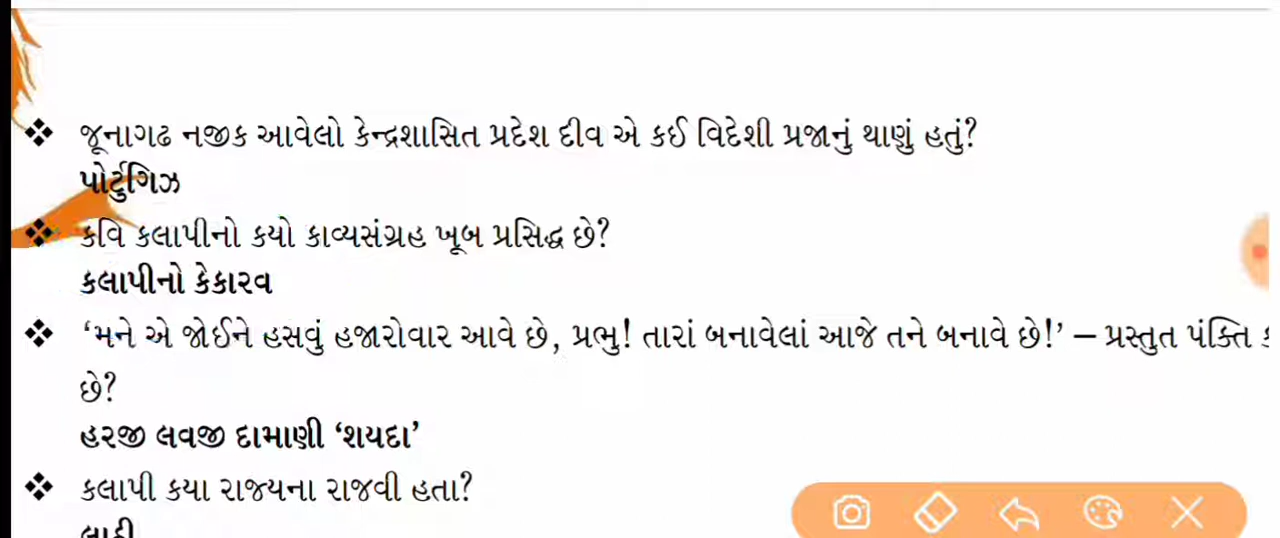 ❖ જૂનાગઢ નજીક આવેલો કેન્દ્રશાસિત પ્રદેશ દીવ એ કઈ વિદેશી પ્રજાનું થાણું હતું?
પોર્ટુગિઝ
❖ કવિ કલાપીનો કયો કાવ્યસંગ્રહ ખૂબ પ્રસિદ્ધ છે?
કલાપીનો કેકારવ
❖ ‘મને એ જોઈને હસવું હજારોવાર આવે છે, પ્રભુ! તારાં બનાવેલાં આજે તને બનાવે છે!’ – પ્રસ્તુત પંક્તિ
છે?
હરજી લવજી દામાણી ‘શયદા’
❖ કલાપી કયા રાજ્યના રાજવી હતા?